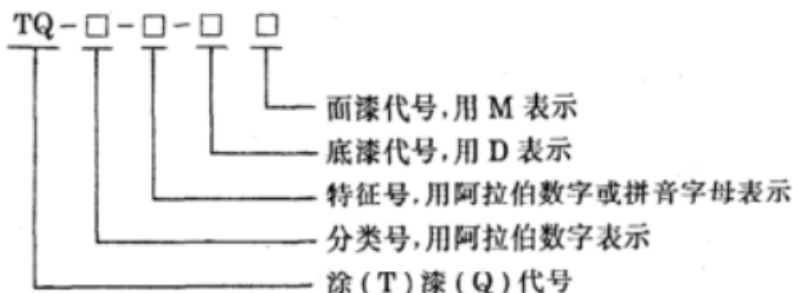 TQ-□-□-□ □
面漆代号,用 M 表示
底漆代号,用 D 表示
特征号.用阿拉伯数字或拼音字母表示
分类号,用阿拉伯数字表示
涂(T)漆(Q)代号